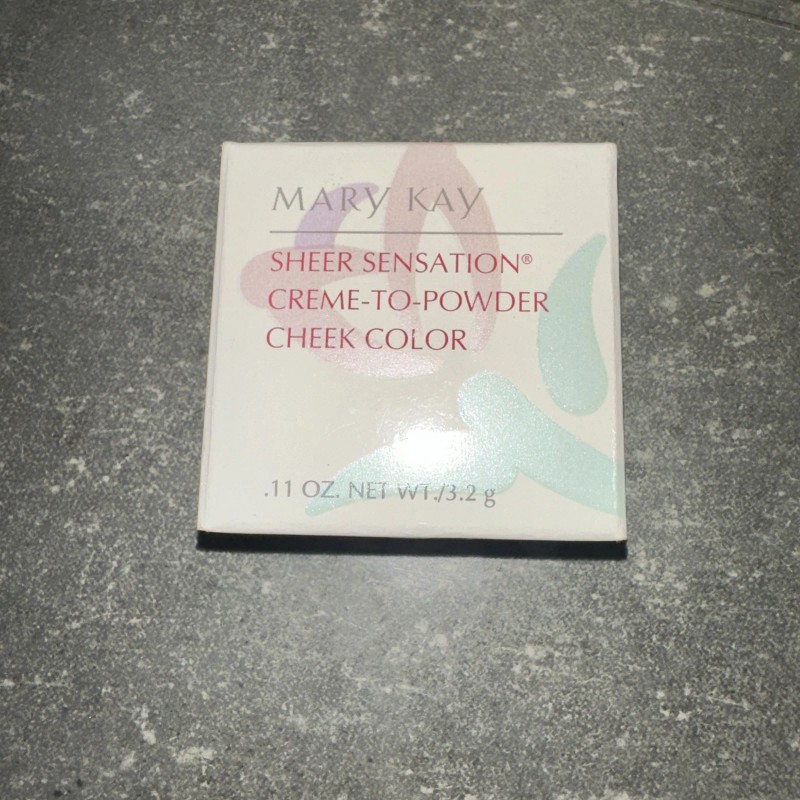 MARY KAY
SHEER SENSATION®
CREME-TO-POWDER
CHEEK COLOR
.11 OZ. NET WT./3.2 g